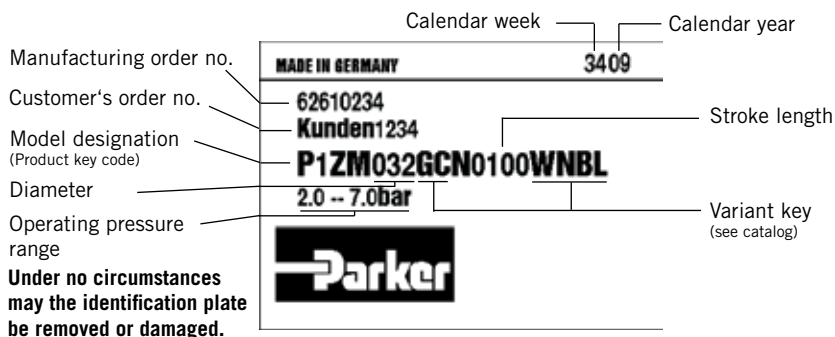 Calendar week
Calendar year
Manufacturing order no.
MADE IN GERMANY 3409
62610234
Customer‘s order no.
Kunden1234
Stroke length
Model designation
(Product key code)
P1ZM032GCN0100WNBL
Diameter
2.0 -- 7.0bar
Operating pressure
range
Variant key
(see catalog)
Parker
Under no circumstances
may the identification plate
be removed or damaged.